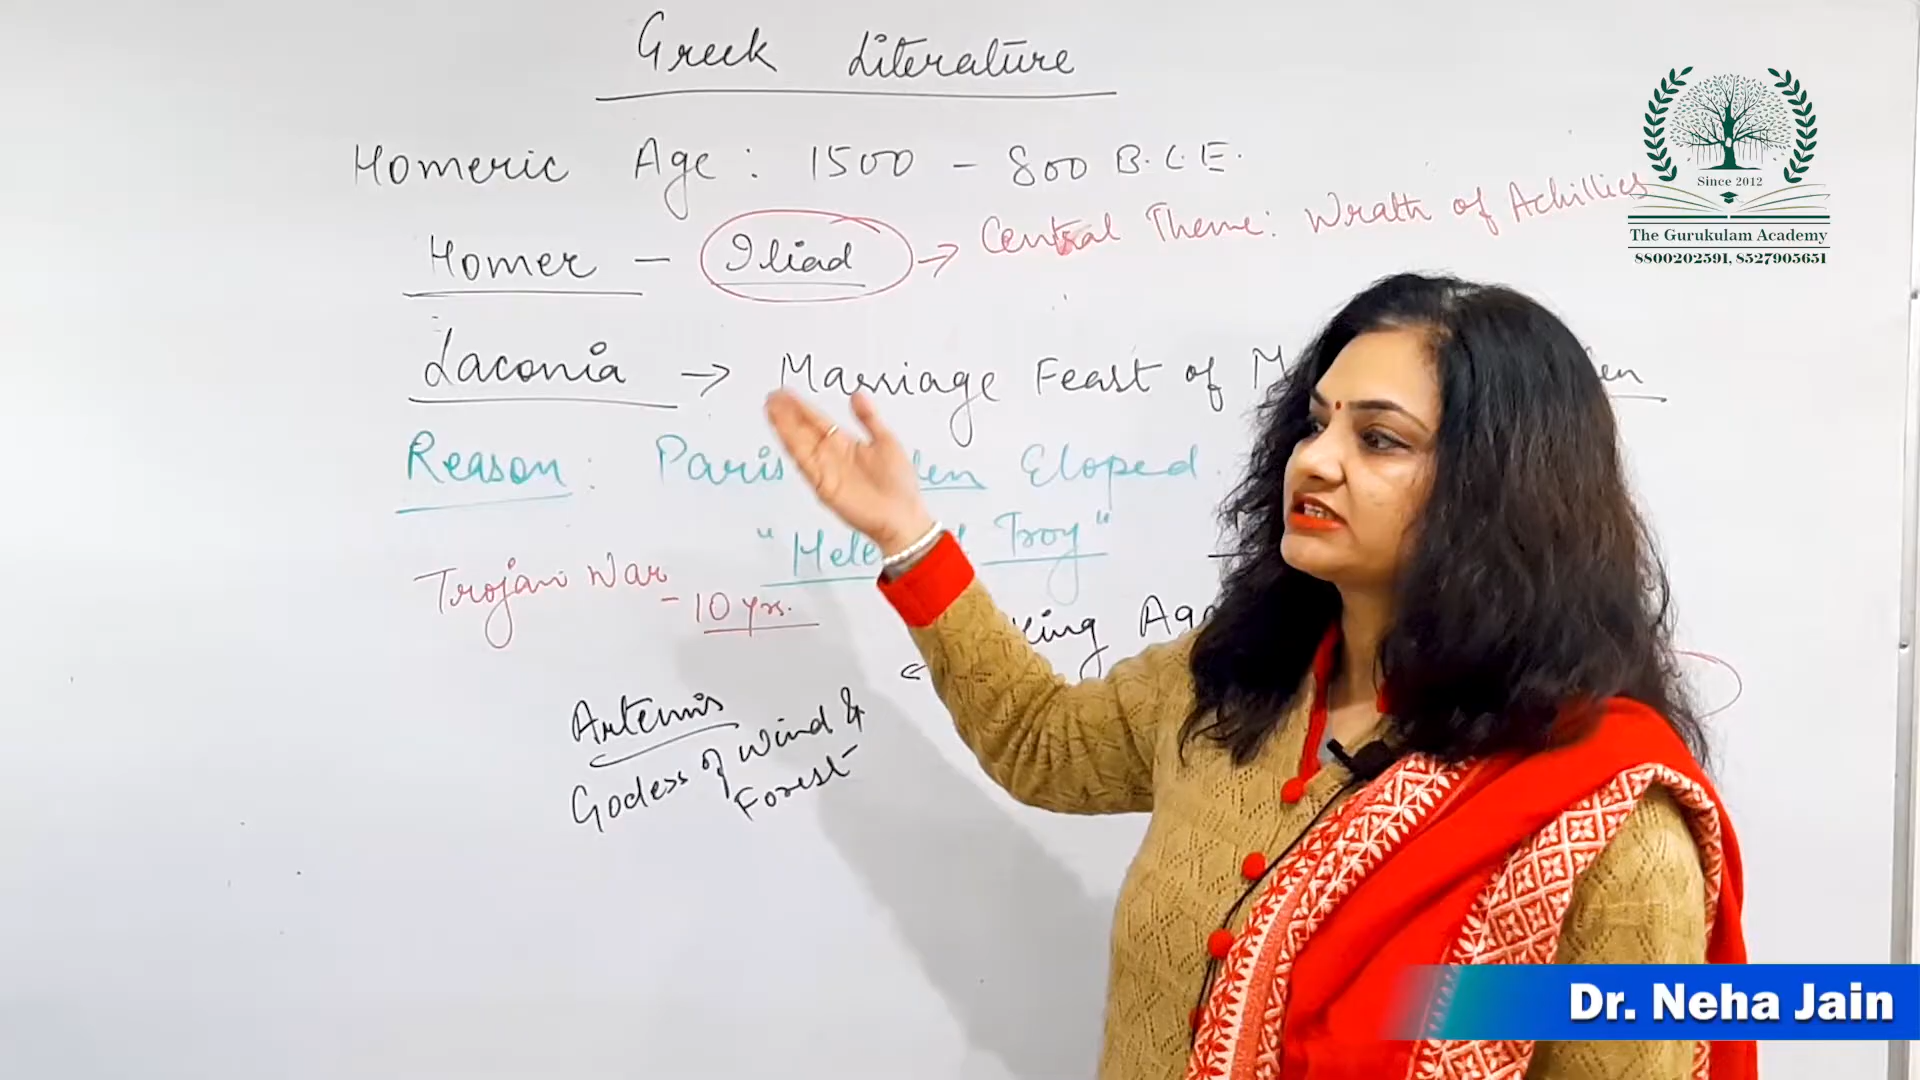 Greek Literature
Homeric Age : 1500 - 800 B.C.E.
Homer - Iliad → Central Theme: Wrath of Achillies
Laconia → Marriage Feast of
Reason : Paris Eloped.
" Troy"
Trojan War - 10 yrs.
Artemis
Godess of Wind &
Forest
Since 2012
The Gurukulam Academy
8800202591, 8527905651
Dr. Neha Jain